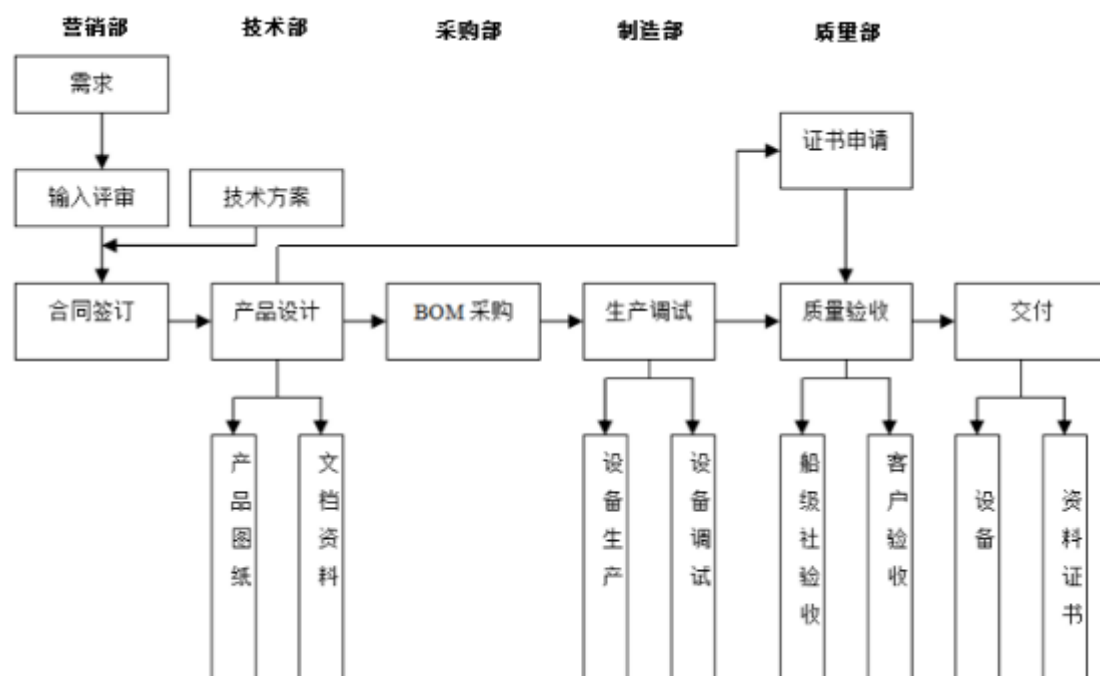 营销部 技术部 采购部 制造部 质量部
需求
证书申请
输入评审 技术方案
合同签订 产品设计 BOM 采购 生产调试 质量验收 交付
产品图纸
文档资料
设备生产
设备调试
船级社验收
客户验收
设备
资料证书